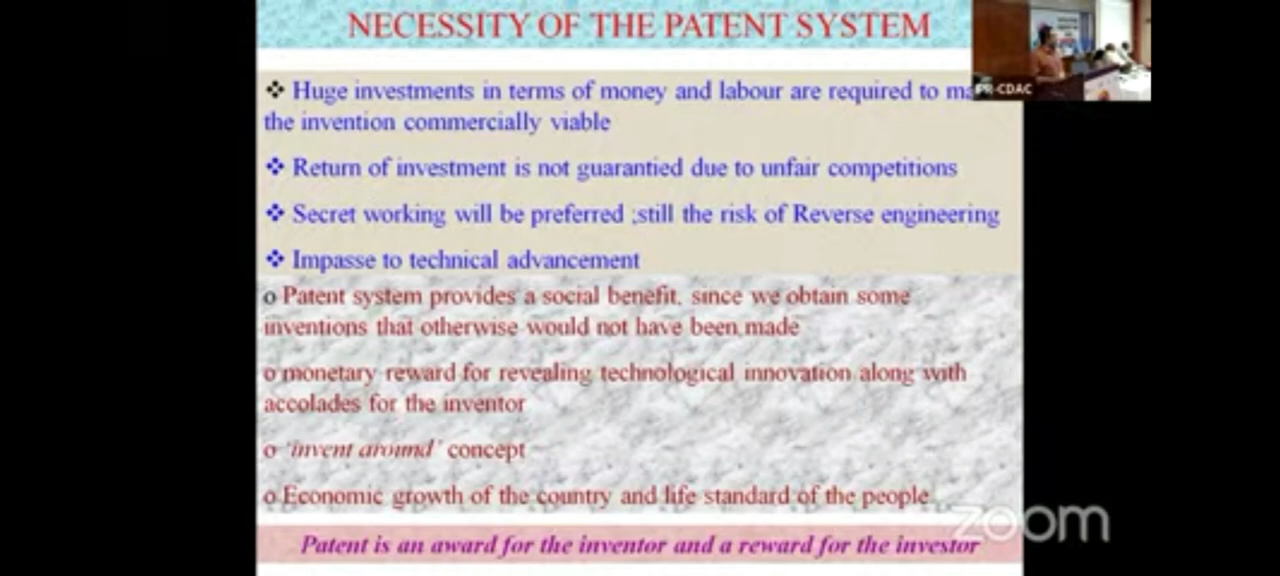 NECESSITY OF THE PATENT SYSTEM
❖ Huge investments in terms of money and labour are required to
the invention commercially viable
❖ Return of investment is not guarantied due to unfair competitions
❖ Secret working will be preferred ;still the risk of Reverse engineering
❖ Impasse to technical advancement
o Patent system provides a social benefit, since we obtain some
inventions that otherwise would not have been made
o monetary reward for revealing technological innovation along with
accolades for the inventor
o 'invent around' concept
o Economic growth of the country and life standard of the people
Patent is an award for the inventor and a reward for the investor
IPR-CDAC
zoom